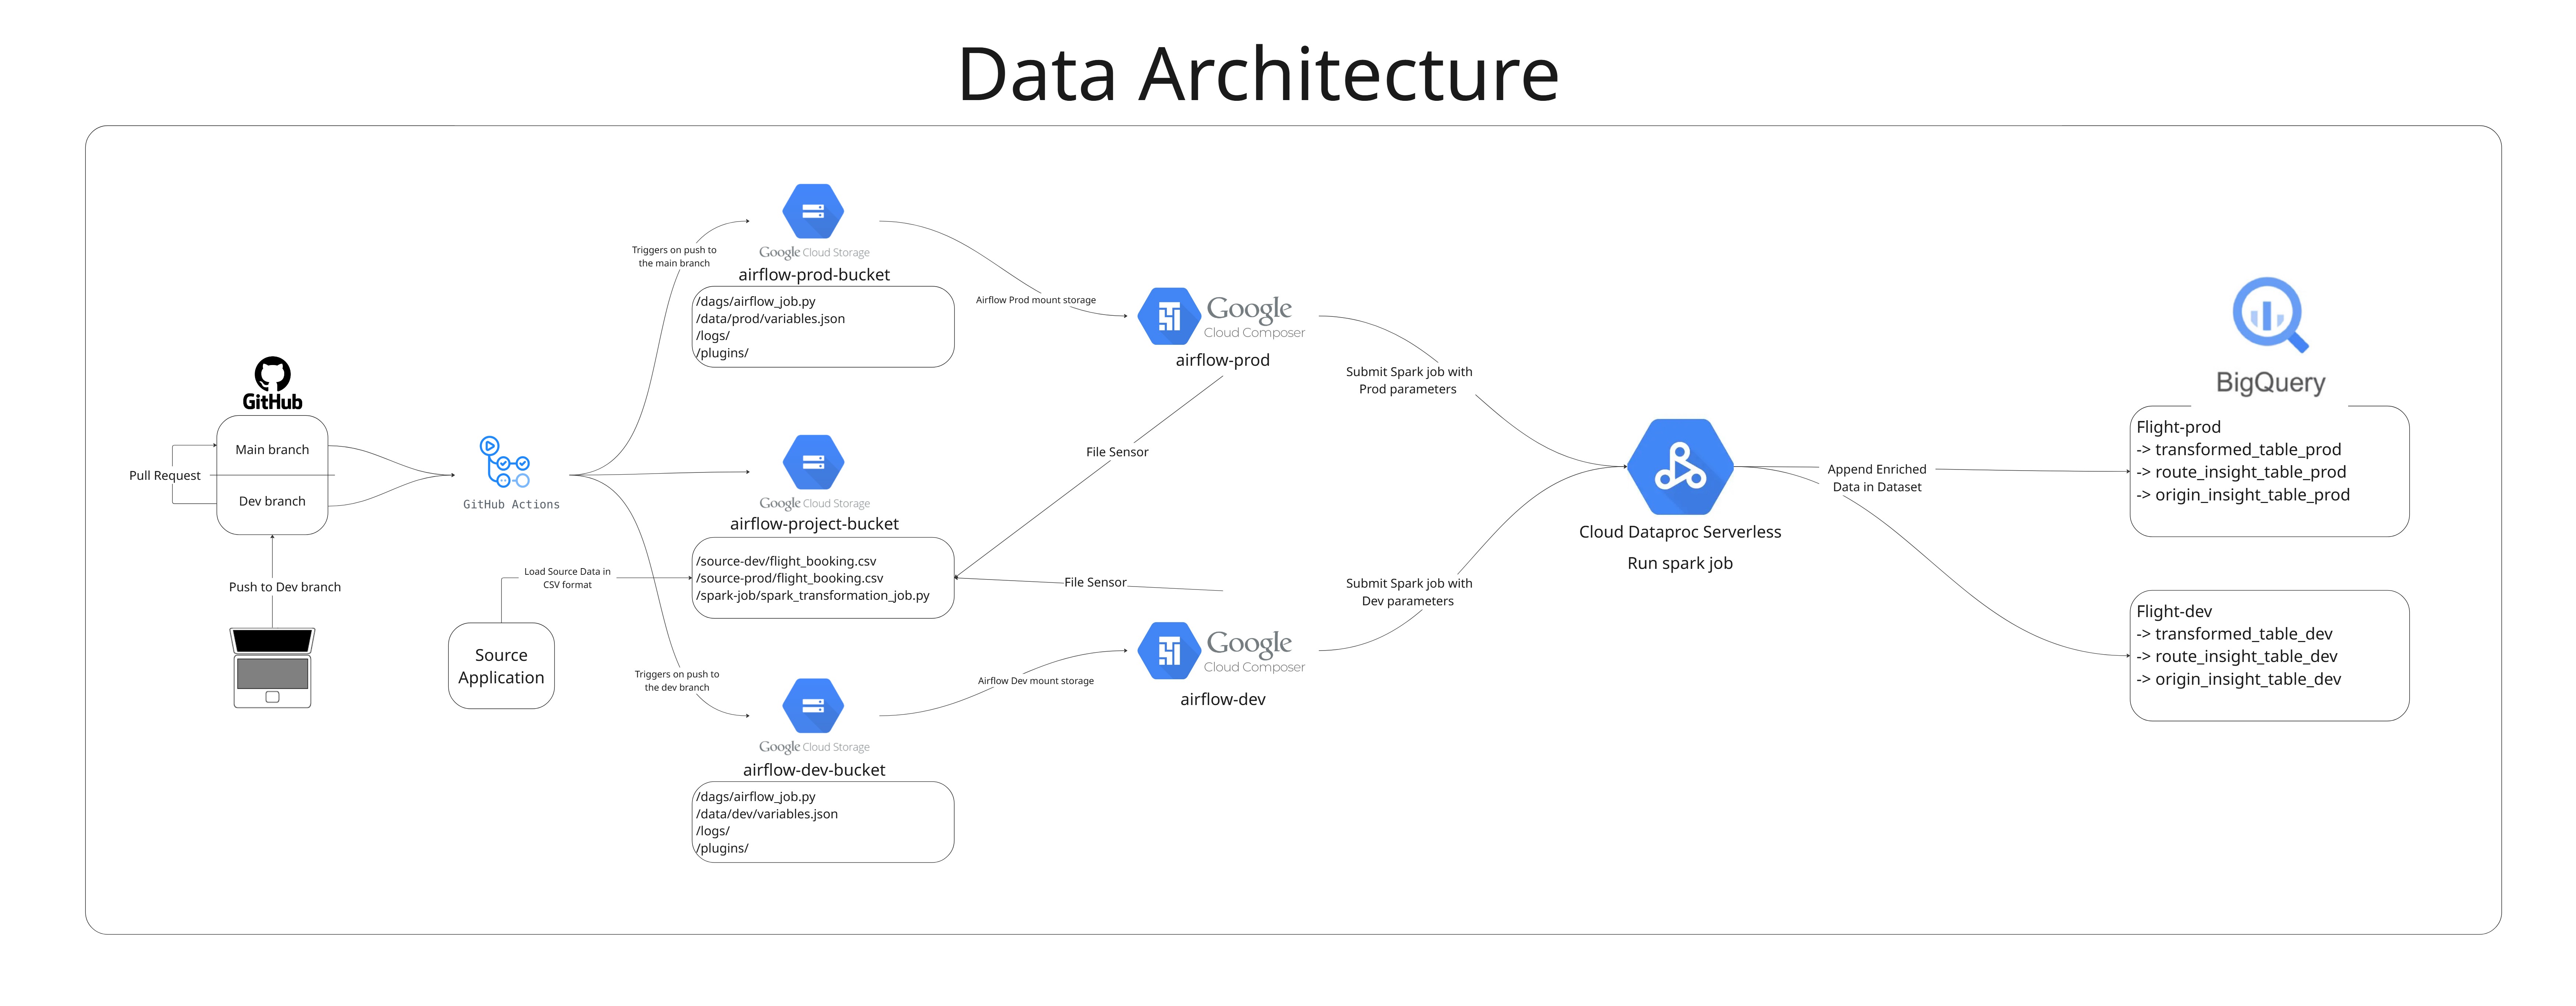 Data Architecture
GitHub
Main branch
Dev branch
Pull Request
Push to Dev branch
GitHub Actions
Source
Application
Load Source Data in
CSV format
Triggers on push to
the main branch
Triggers on push to
the dev branch
Google Cloud Storage
airflow-prod-bucket
/dags/airflow_job.py
/data/prod/variables.json
/logs/
/plugins/
Google Cloud Storage
airflow-project-bucket
/source-dev/flight_booking.csv
/source-prod/flight_booking.csv
/spark-job/spark_transformation_job.py
Google Cloud Storage
airflow-dev-bucket
/dags/airflow_job.py
/data/dev/variables.json
/logs/
/plugins/
Airflow Prod mount storage
File Sensor
File Sensor
Airflow Dev mount storage
Google
Cloud Composer
airflow-prod
Google
Cloud Composer
airflow-dev
Submit Spark job with
Prod parameters
Submit Spark job with
Dev parameters
Cloud Dataproc Serverless
Run spark job
Append Enriched
Data in Dataset
BigQuery
Flight-prod
-> transformed_table_prod
-> route_insight_table_prod
-> origin_insight_table_prod
Flight-dev
-> transformed_table_dev
-> route_insight_table_dev
-> origin_insight_table_dev